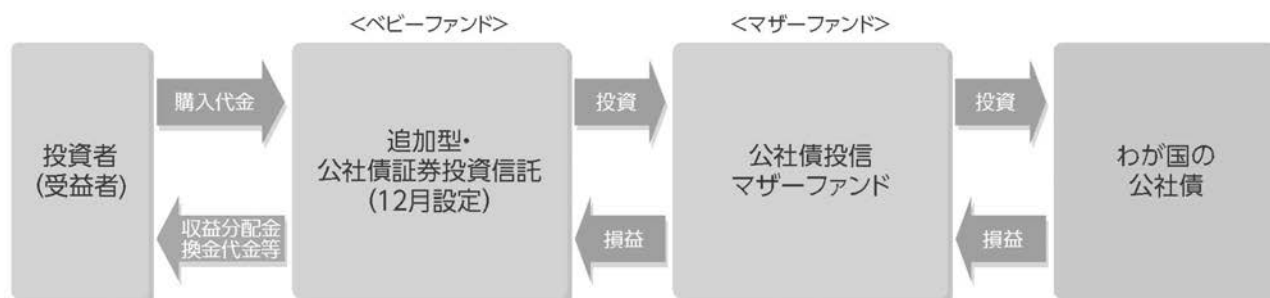 <ベビーファンド>
<マザーファンド>
投資者
(受益者)
購入代金
収益分配金
換金代金等
追加型・
公社債証券投資信託
(12月設定)
投資
損益
公社債投信
マザーファンド
投資
損益
わが国の
公社債